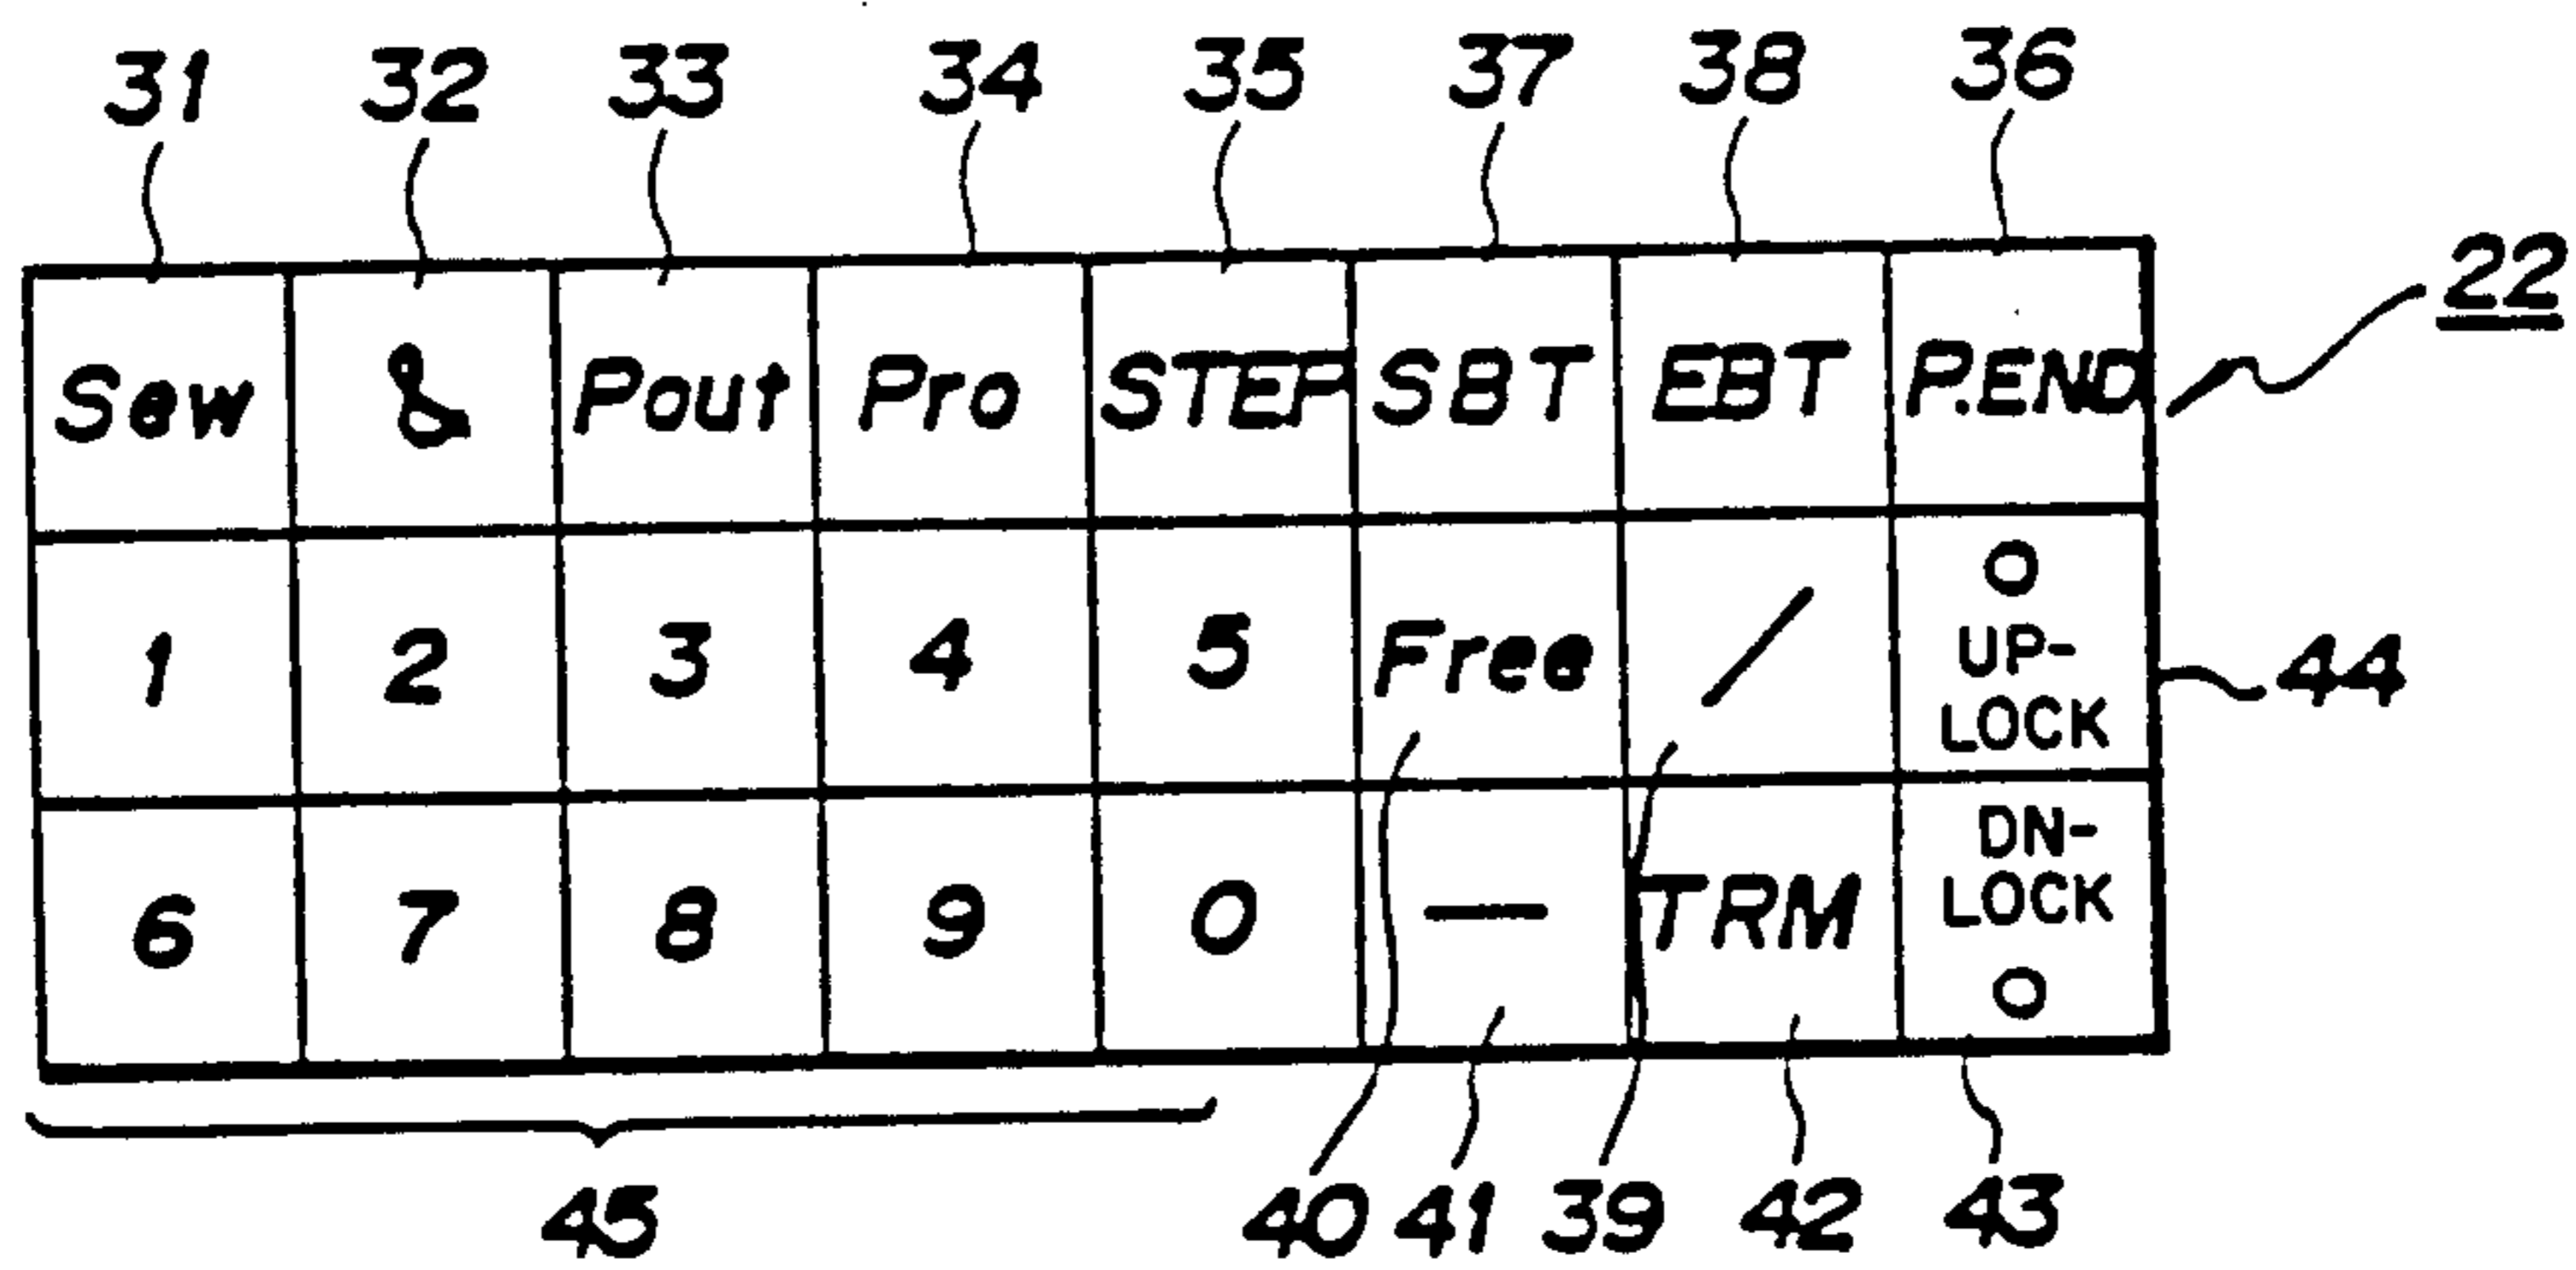 31 32 33 34 35 37 38 36
22
Sew & Pout Pro STEP SBT EBT P.END
1 2 3 4 5 Free / O UP-LOCK
44
6 7 8 9 0 — TRM DN-LOCK O
45 40 41 39 42 43